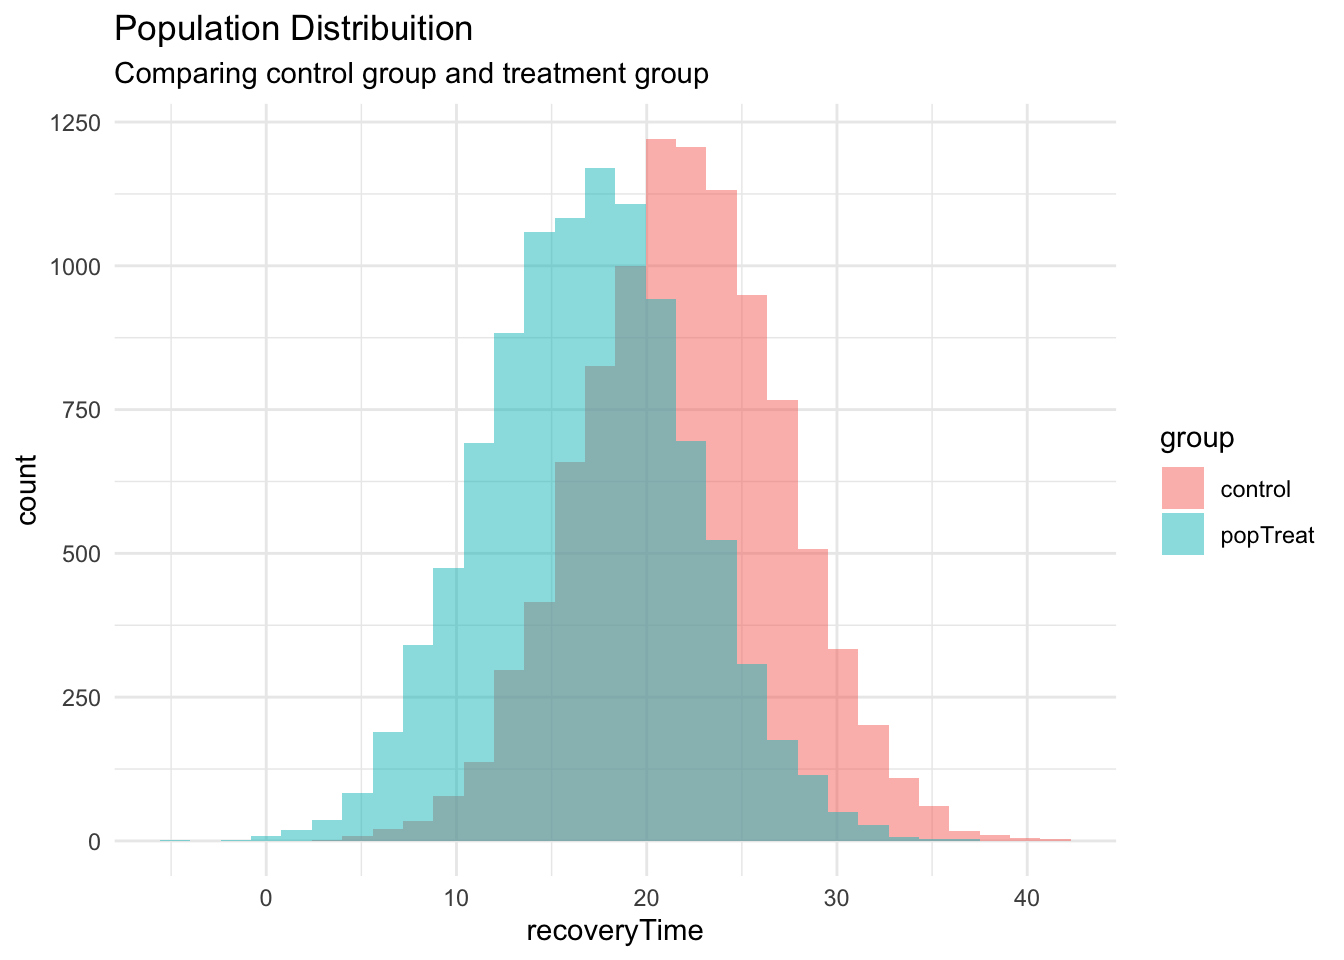 Population Distribuition
Comparing control group and treatment group
1250
1000
750
500
250
0
count
0 10 20 30 40
recoveryTime
group
control
popTreat